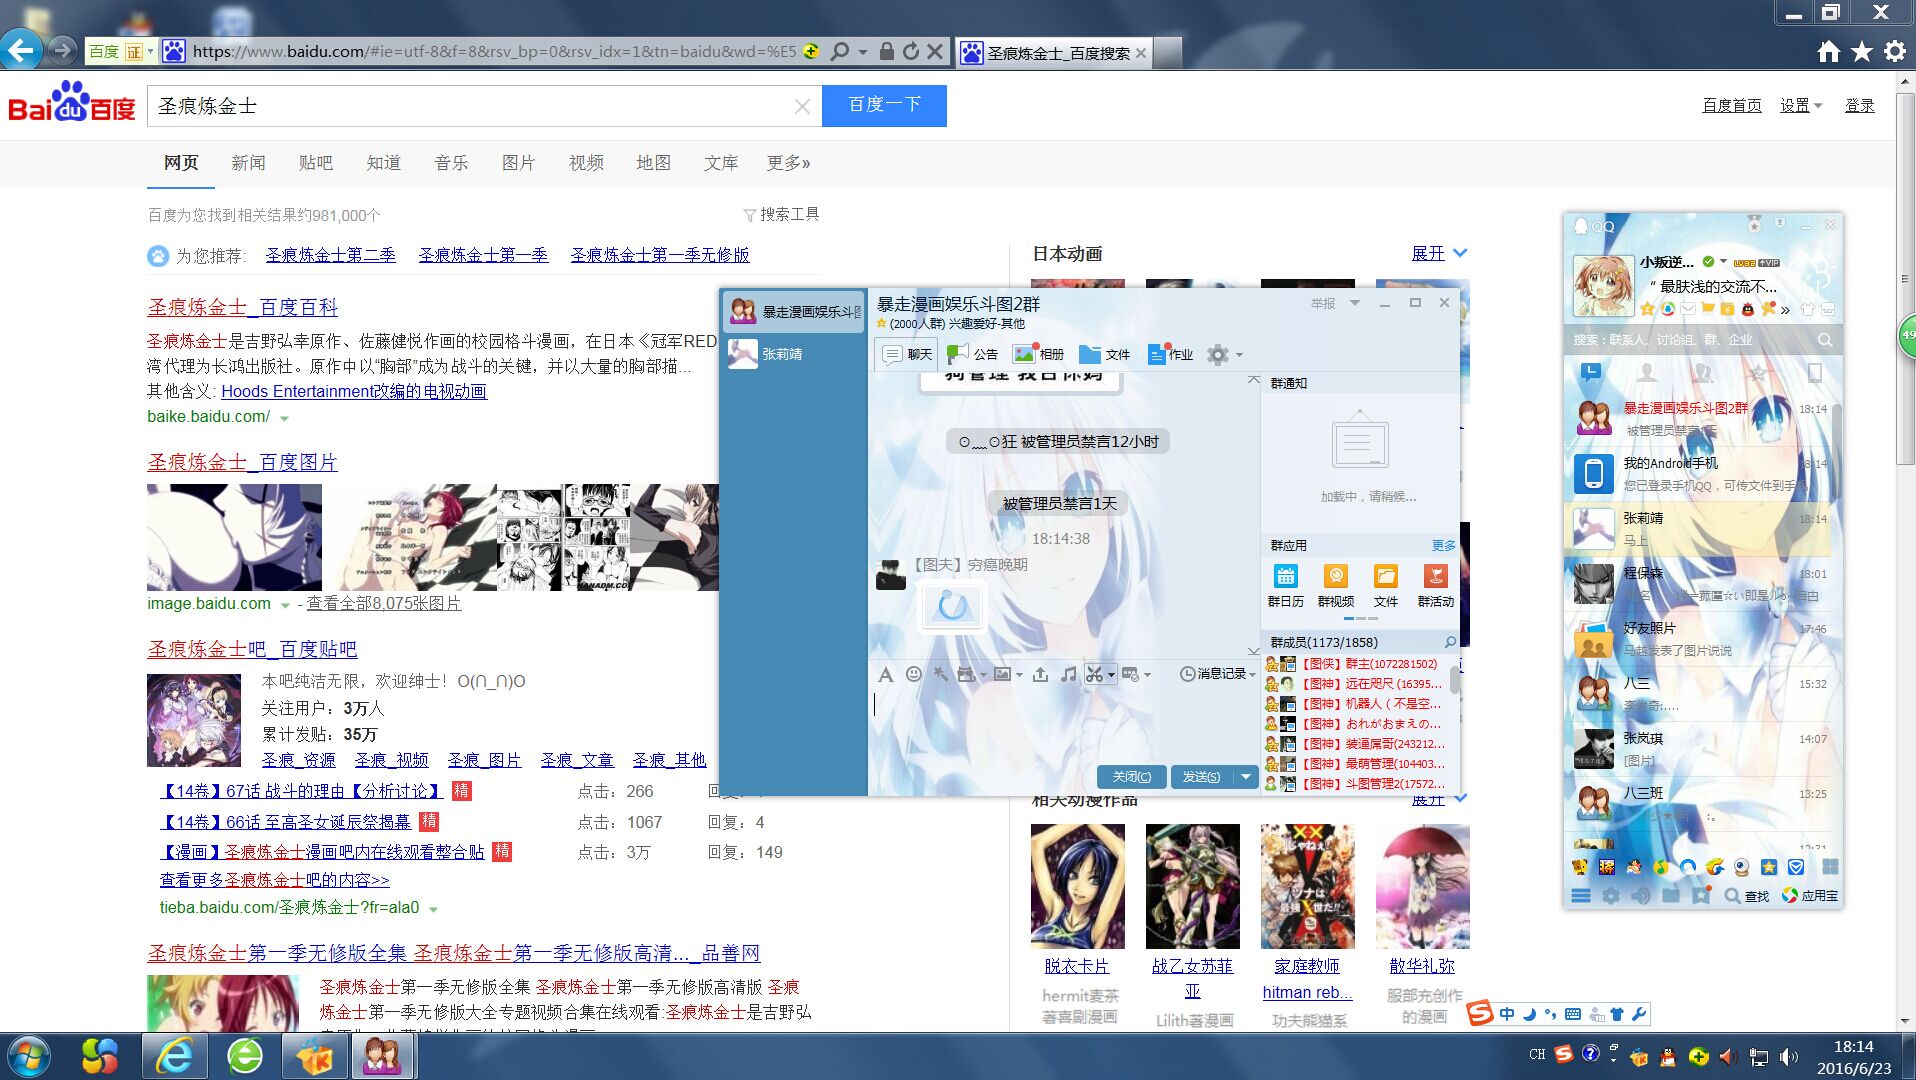 百度 证 https://www.baidu.com/#ie=utf-8&f=8&rsv_bp=0&rsv_idx=1&tn=baidu&wd=%E5
圣痕炼金士_百度搜索
Baidu百度
圣痕炼金士
百度一下
百度首页 设置 登录
网页 新闻 贴吧 知道 音乐 图片 视频 地图 文库 更多»
百度为您找到相关结果约981,000个
搜索工具
为您推荐: 圣痕炼金士第二季 圣痕炼金士第一季 圣痕炼金士第一季无修版
圣痕炼金士_百度百科
圣痕炼金士是吉野弘幸原作、佐藤健悦作画的校园格斗漫画，在日本《冠军RED
湾代理为长鸿出版社。原作中以“胸部”成为战斗的关键，并以大量的胸部描...
其他含义: Hoods Entertainment改编的电视动画
baike.baidu.com/
圣痕炼金士_百度图片
image.baidu.com - 查看全部8,075张图片
圣痕炼金士吧_百度贴吧
本吧纯洁无限，欢迎绅士！O(∩_∩)O
关注用户：3万人
累计发贴：35万
圣痕_资源 圣痕_视频 圣痕_图片 圣痕_文章 圣痕_其他
【14卷】67话 战斗的理由【分析讨论】 精 点击：266
【14卷】66话 至高圣女诞辰祭揭幕 精 点击：1067 回复：4
【漫画】圣痕炼金士漫画吧内在线观看整合贴 精 点击：3万 回复：149
查看更多圣痕炼金士吧的内容>>
tieba.baidu.com/圣痕炼金士?fr=ala0
圣痕炼金士第一季无修版全集 圣痕炼金士第一季无修版高清..._品善网
圣痕炼金士第一季无修版全集 圣痕炼金士第一季无修版高清版 圣痕
炼金士第一季无修版大全专题视频合集在线观看:圣痕炼金士是吉野弘
日本动画 展开
暴走漫画娱乐斗图
张莉靖
暴走漫画娱乐斗图2群
举报
(2000人群) 兴趣爱好-其他
聊天 公告 相册 文件 作业
⊙﹏⊙狂 被管理员禁言12小时
被管理员禁言1天
18:14:38
【图夫】穷癌晚期
消息记录
关闭(C) 发送(S)
群通知
加载中，请稍候...
群应用 更多
群日历 群视频 文件 群活动
群成员(1173/1858)
【图侠】群主(1072281502)
【图神】远在咫尺 (16395...
【图神】机器人（不是空...
【图神】おれがおまえの...
【图神】装逼屌哥(243212...
【图神】最萌管理(104403...
【图神】斗图管理2(17572...
相关动漫作品 展开
脱衣卡片 战乙女苏菲亚 家庭教师 散华礼弥
hitman reb...
hermit麦茶
著喜剧漫画
Lilith著漫画
功夫熊猫系
服部充创作
的漫画
QQ
小叛逆...
“ 最肤浅的交流不...
搜索：联系人、讨论组、群、企业
暴走漫画娱乐斗图2群 18:14
被管理员禁言1天
我的Android手机 18:14
您已登录手机QQ，可传文件到手
张莉靖 18:14
马上
程保森 18:01
好友照片 17:46
马越发表了图片说说
八三 15:32
张岚琪 14:07
[图片]
八三班 13:25
12:31
查找 应用宝
中
CH
18:14
2016/6/23